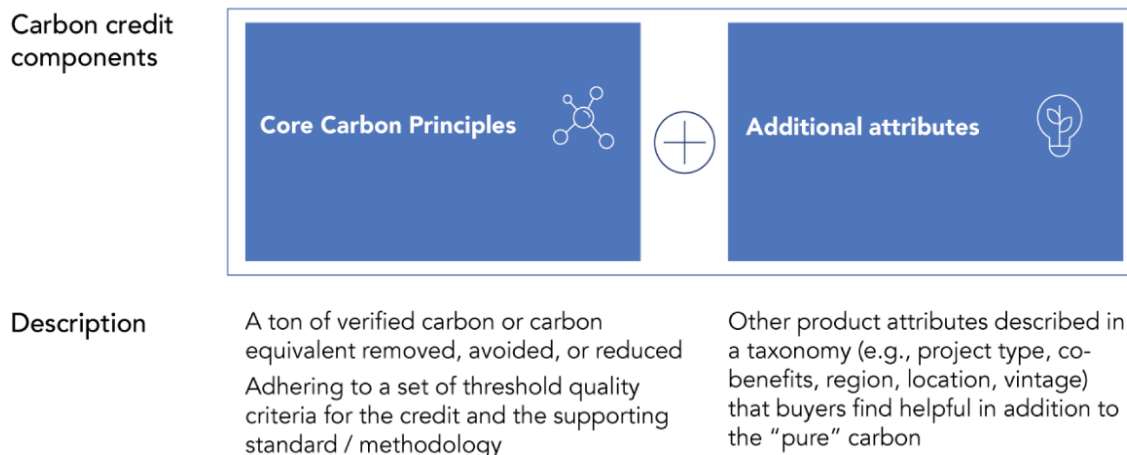 Carbon credit
components
Core Carbon Principles
Additional attributes
Description
A ton of verified carbon or carbon
equivalent removed, avoided, or reduced
Adhering to a set of threshold quality
criteria for the credit and the supporting
standard / methodology
Other product attributes described in
a taxonomy (e.g., project type, co-
benefits, region, location, vintage)
that buyers find helpful in addition to
the “pure” carbon